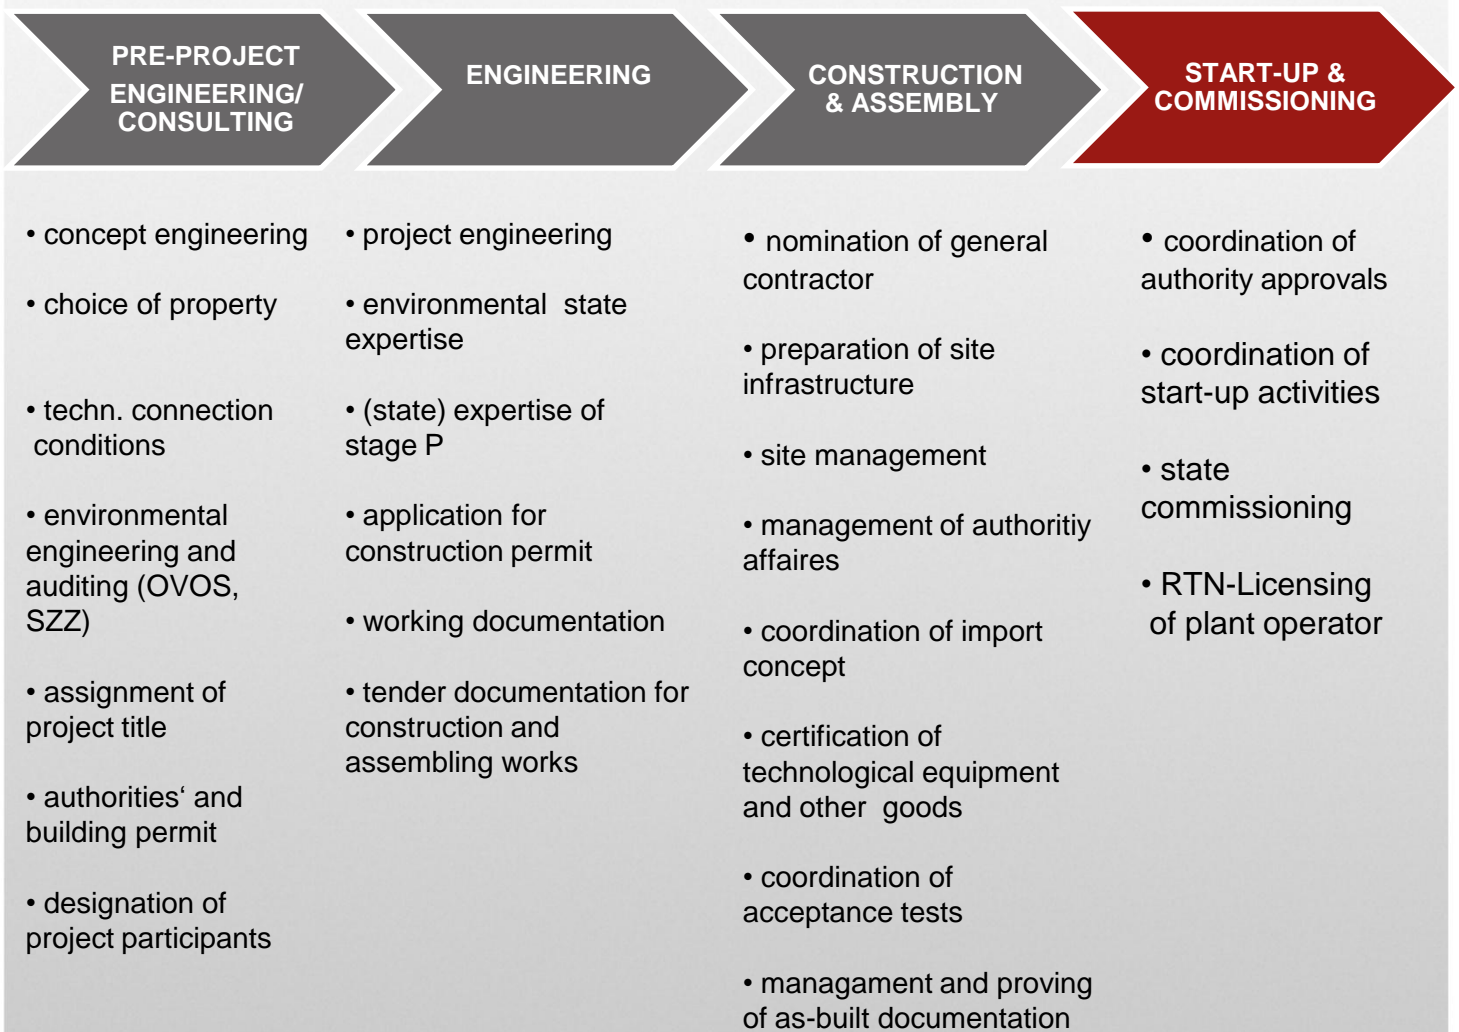 PRE-PROJECT
ENGINEERING/
CONSULTING
ENGINEERING
CONSTRUCTION
& ASSEMBLY
START-UP &
COMMISSIONING
• concept engineering
• choice of property
• techn. connection
conditions
• environmental
engineering and
auditing (OVOS,
SZZ)
• assignment of
project title
• authorities‘ and
building permit
• designation of
project participants
• project engineering
• environmental state
expertise
• (state) expertise of
stage P
• application for
construction permit
• working documentation
• tender documentation for
construction and
assembling works
• nomination of general
contractor
• preparation of site
infrastructure
• site management
• management of authoritiy
affaires
• coordination of import
concept
• certification of
technological equipment
and other goods
• coordination of
acceptance tests
• managament and proving
of as-built documentation
• coordination of
authority approvals
• coordination of
start-up activities
• state
commissioning
• RTN-Licensing
of plant operator